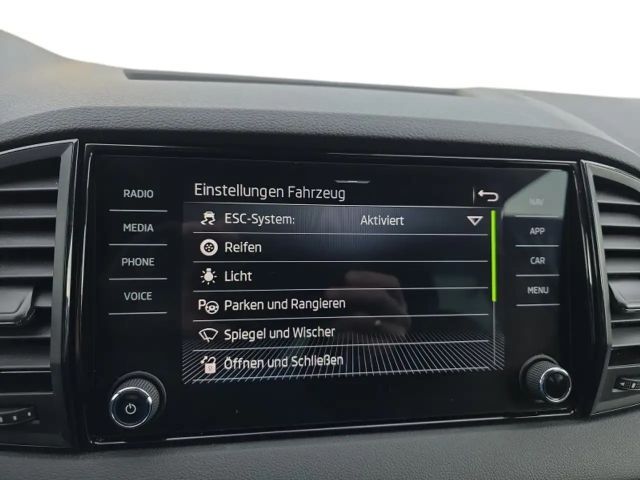 RADIO
MEDIA
PHONE
VOICE
Einstellungen Fahrzeug
ESC-System: Aktiviert
Reifen
Licht
P Parken und Rangieren
Spiegel und Wischer
Öffnen und Schließen
NAV
APP
CAR
MENU